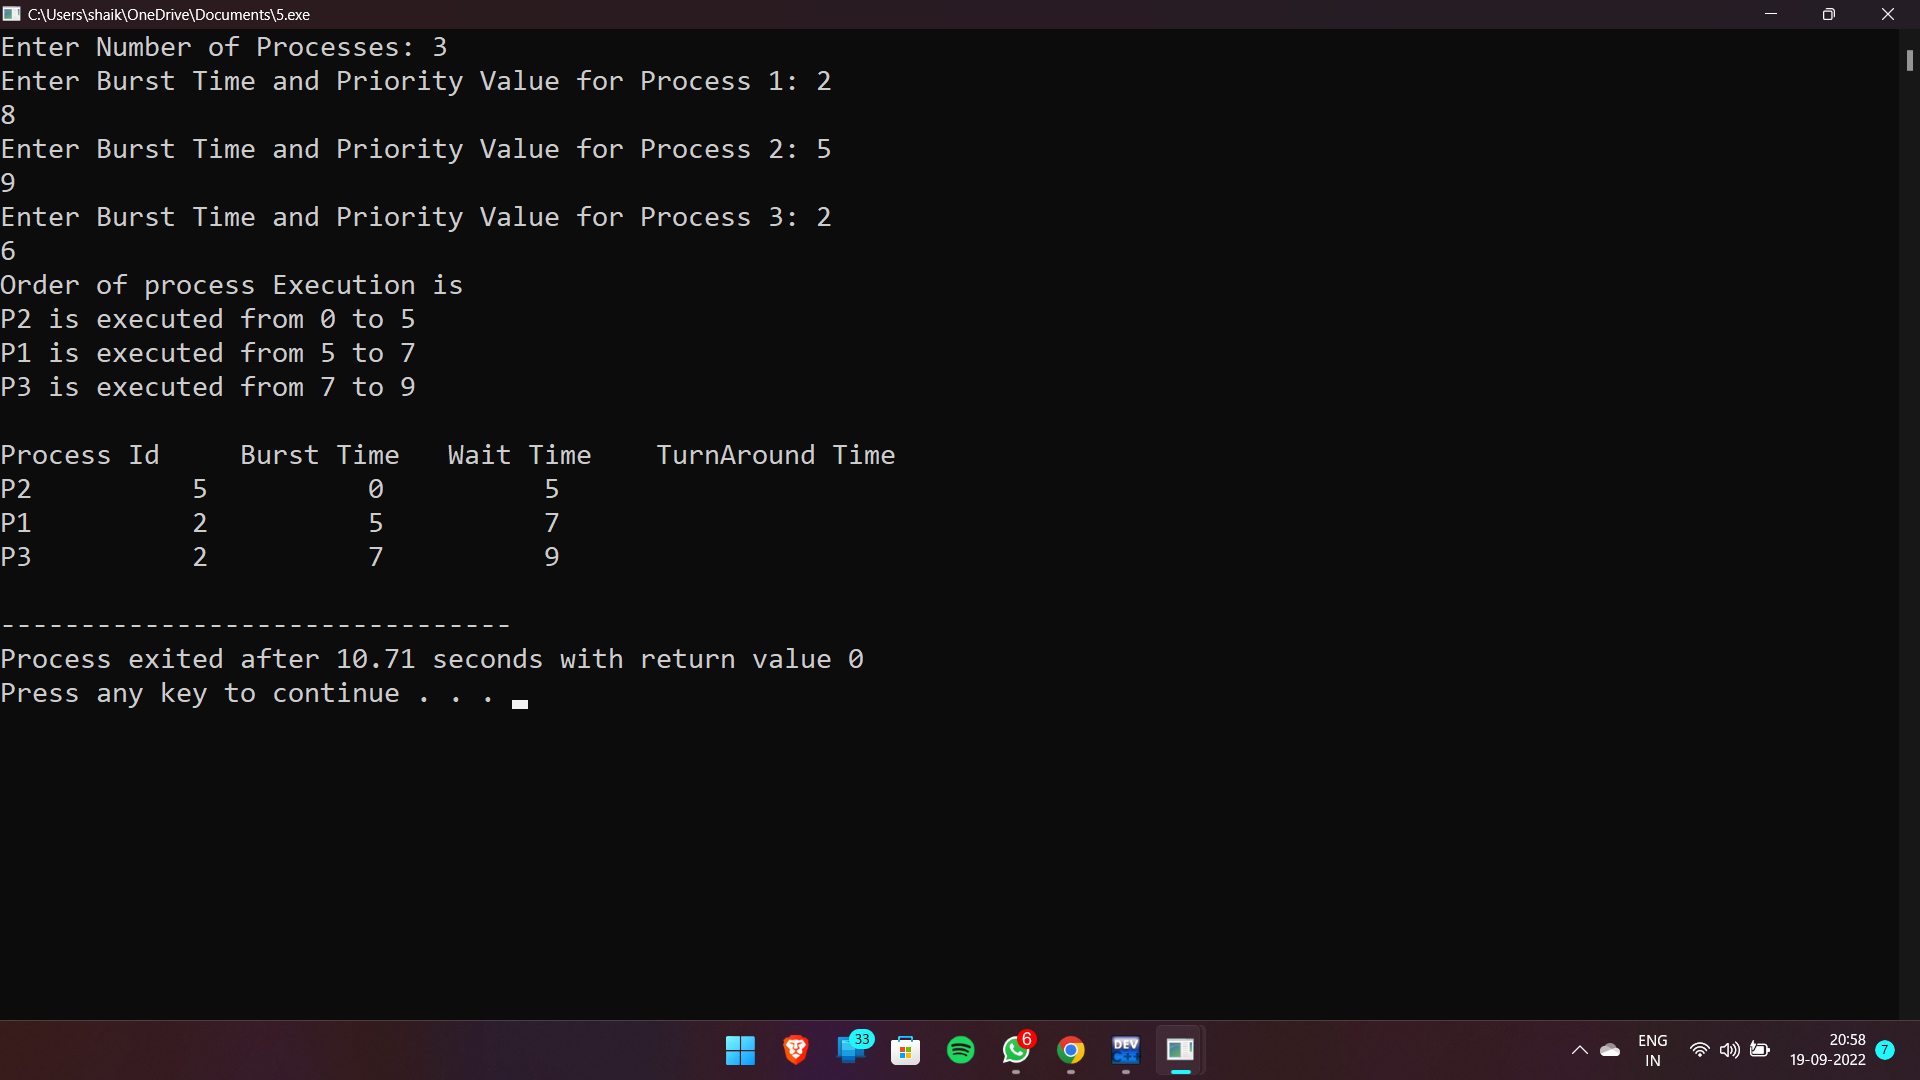 C:\Users\shaik\OneDrive\Documents\5.exe
Enter Number of Processes: 3
Enter Burst Time and Priority Value for Process 1: 2
8
Enter Burst Time and Priority Value for Process 2: 5
9
Enter Burst Time and Priority Value for Process 3: 2
6
Order of process Execution is
P2 is executed from 0 to 5
P1 is executed from 5 to 7
P3 is executed from 7 to 9
Process Id     Burst Time   Wait Time    TurnAround Time
P2          5          0          5
P1          2          5          7
P3          2          7          9
--------------------------------
Process exited after 10.71 seconds with return value 0
Press any key to continue . . .
33
6
DEV
C++
ENG
IN
20:58
19-09-2022
7